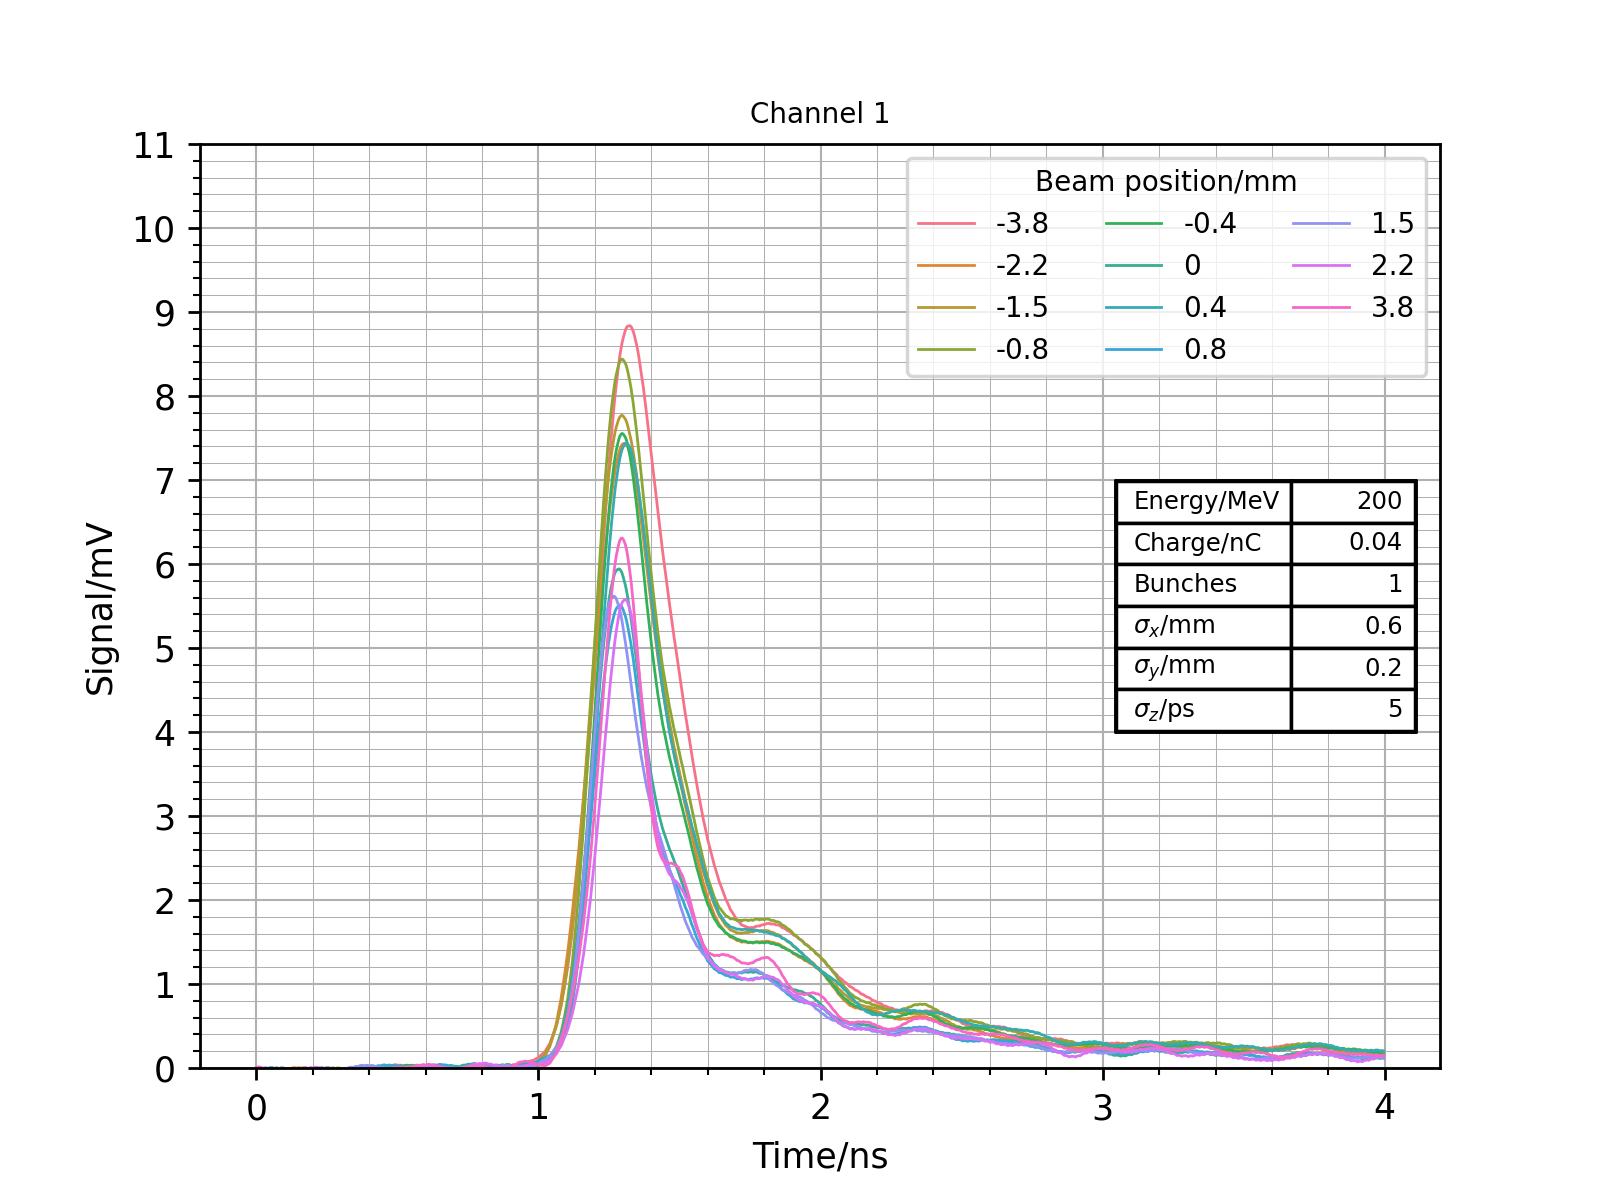 Channel 1
11
10
9
8
7
6
5
4
3
2
1
0
Signal/mV
0 1 2 3 4
Time/ns
Beam position/mm
-3.8 -0.4 1.5
-2.2 0 2.2
-1.5 0.4 3.8
-0.8 0.8
Energy/MeV 200
Charge/nC 0.04
Bunches 1
σx/mm 0.6
σy/mm 0.2
σz/ps 5